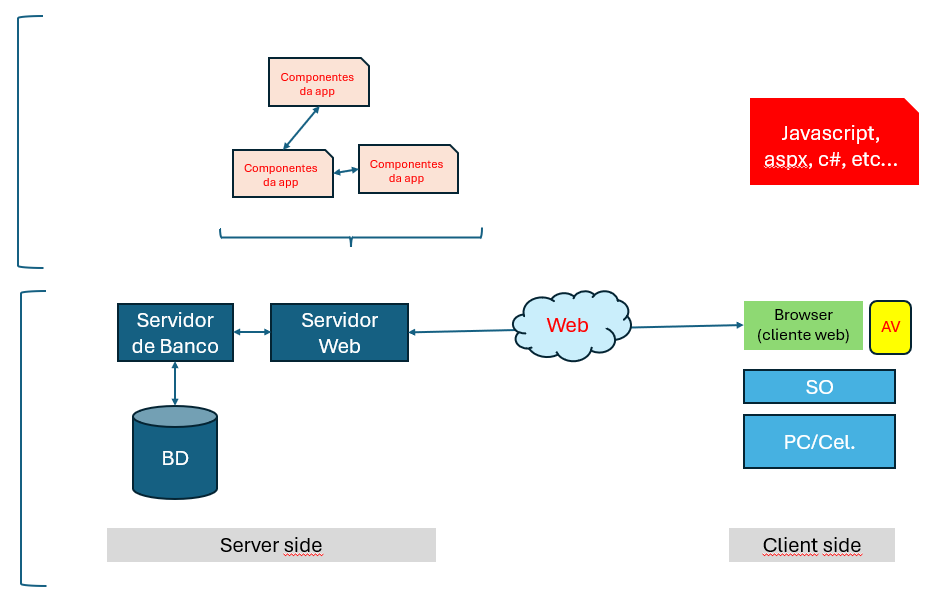 Componentes
da app
Componentes
da app
Componentes
da app
Javascript,
aspx, c#, etc...
Servidor
de Banco
Servidor
Web
Web
Browser
(cliente web)
AV
SO
PC/Cel.
BD
Server side
Client side